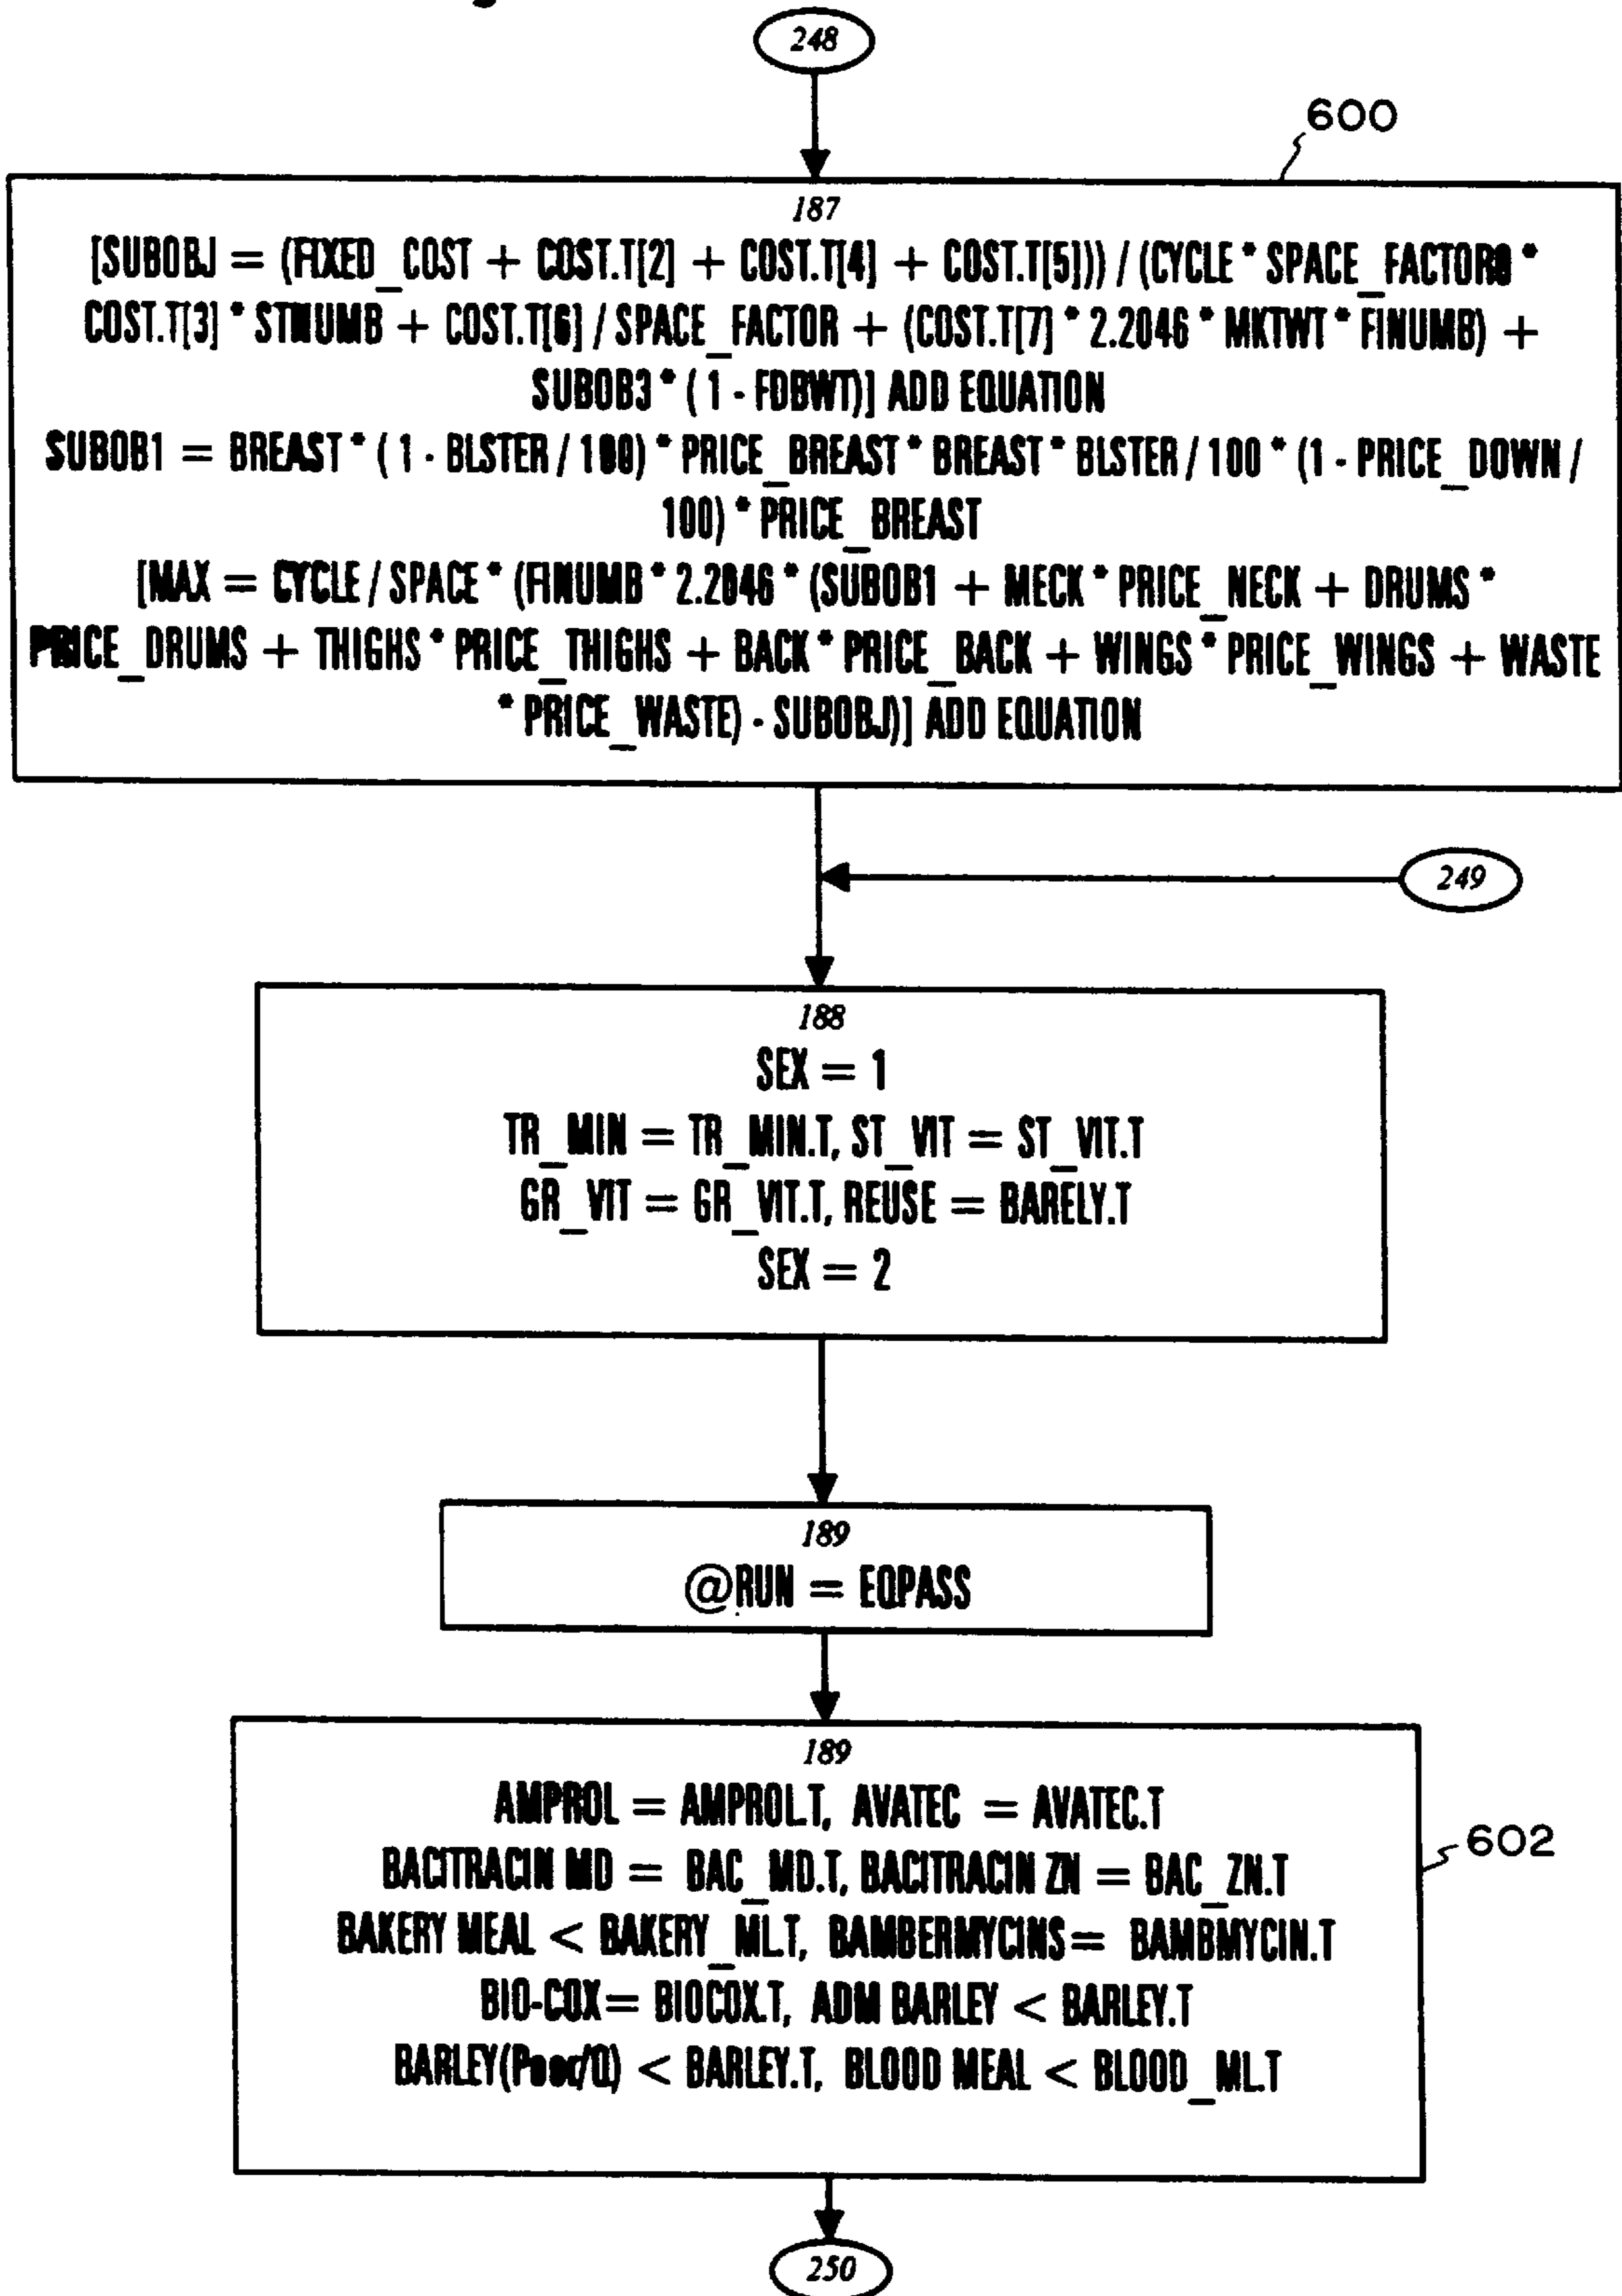 248
600
187
[SUBOBJ = (FIXED_COST + COST.T[2] + COST.T[4] + COST.T[5])) / (CYCLE * SPACE_FACTOR0 *
COST.T[3] * STNUMB + COST.T[6] / SPACE_FACTOR + (COST.T[7] * 2.2046 * MKTWT * FINUMB) +
SUBOB3 * ( 1 - FDBWT)] ADD EQUATION
SUBOB1 = BREAST * ( 1 - BLSTER / 100) * PRICE_BREAST * BREAST * BLSTER / 100 * (1 - PRICE_DOWN /
100) * PRICE_BREAST
[MAX = CYCLE / SPACE * (FINUMB * 2.2046 * (SUBOB1 + MECK * PRICE_NECK + DRUMS *
PRICE_DRUMS + THIGHS * PRICE_THIGHS + BACK * PRICE_BACK + WINGS * PRICE_WINGS + WASTE
* PRICE_WASTE) - SUBOBJ)] ADD EQUATION
249
188
SEX = 1
TR_MIN = TR_MIN.T, ST_VIT = ST_VIT.T
GR_VIT = GR_VIT.T, REUSE = BARELY.T
SEX = 2
189
@RUN = EQPASS
189
AMPROL = AMPROL.T, AVATEC = AVATEC.T
602
BACITRACIN MD = BAC_MD.T, BACITRACIN ZN = BAC_ZN.T
BAKERY MEAL < BAKERY_ML.T, BAMBERMYCINS= BAMBMYCIN.T
BIO-COX= BIOCOX.T, ADM BARLEY < BARLEY.T
BARLEY(Poor/Q) < BARLEY.T, BLOOD MEAL < BLOOD_ML.T
250